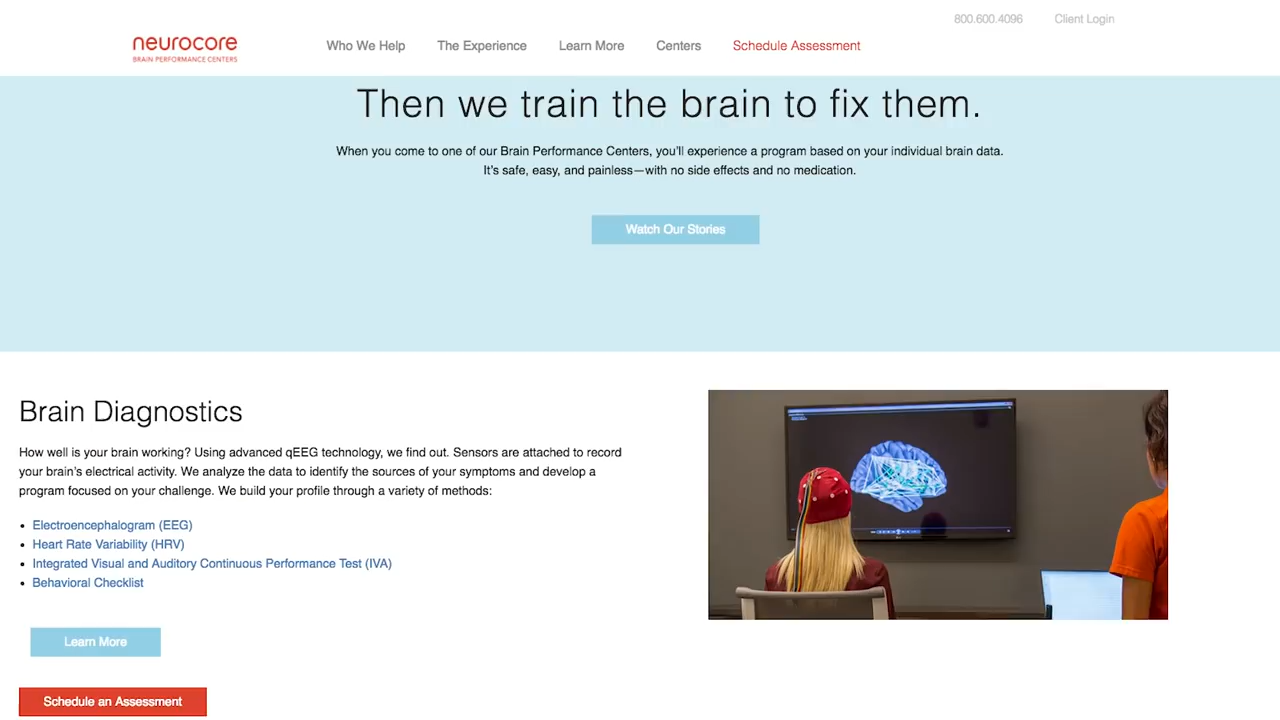 800.600.4096 Client Login
neurocore
BRAIN PERFORMANCE CENTERS
Who We Help The Experience Learn More Centers Schedule Assessment
Then we train the brain to fix them.
When you come to one of our Brain Performance Centers, you'll experience a program based on your individual brain data.
It's safe, easy, and painless—with no side effects and no medication.
Watch Our Stories
Brain Diagnostics
How well is your brain working? Using advanced qEEG technology, we find out. Sensors are attached to record
your brain's electrical activity. We analyze the data to identify the sources of your symptoms and develop a
program focused on your challenge. We build your profile through a variety of methods:
• Electroencephalogram (EEG)
• Heart Rate Variability (HRV)
• Integrated Visual and Auditory Continuous Performance Test (IVA)
• Behavioral Checklist
Learn More
Schedule an Assessment